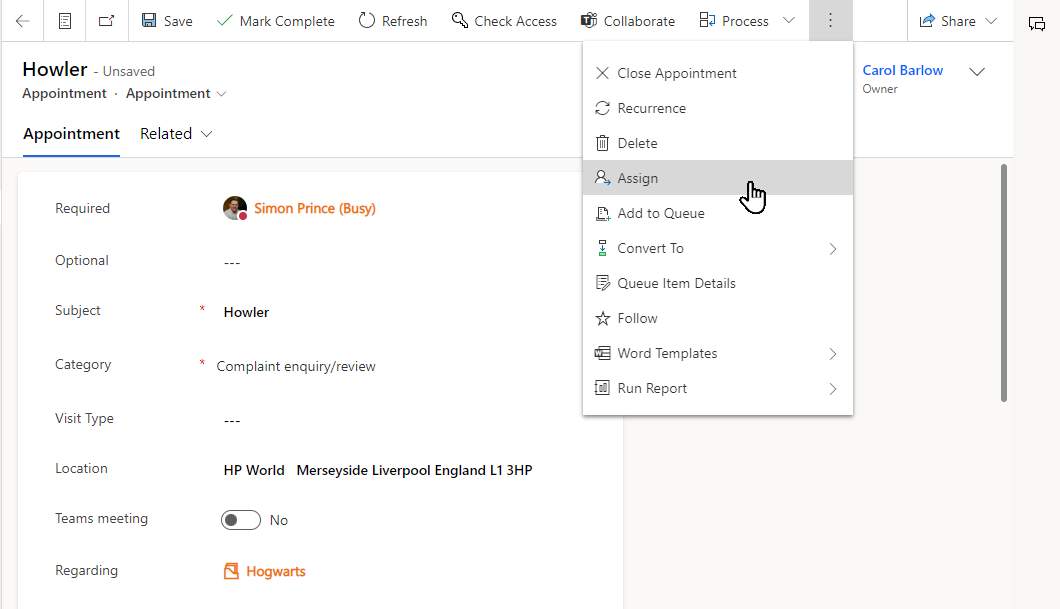 Save Mark Complete Refresh Check Access Collaborate Process Share
Howler - Unsaved
Appointment · Appointment
Carol Barlow
Owner
Appointment Related
Close Appointment
Recurrence
Delete
Assign
Add to Queue
Convert To
Queue Item Details
Follow
Word Templates
Run Report
Required Simon Prince (Busy)
Optional ---
Subject * Howler
Category * Complaint enquiry/review
Visit Type ---
Location HP World Merseyside Liverpool England L1 3HP
Teams meeting No
Regarding Hogwarts